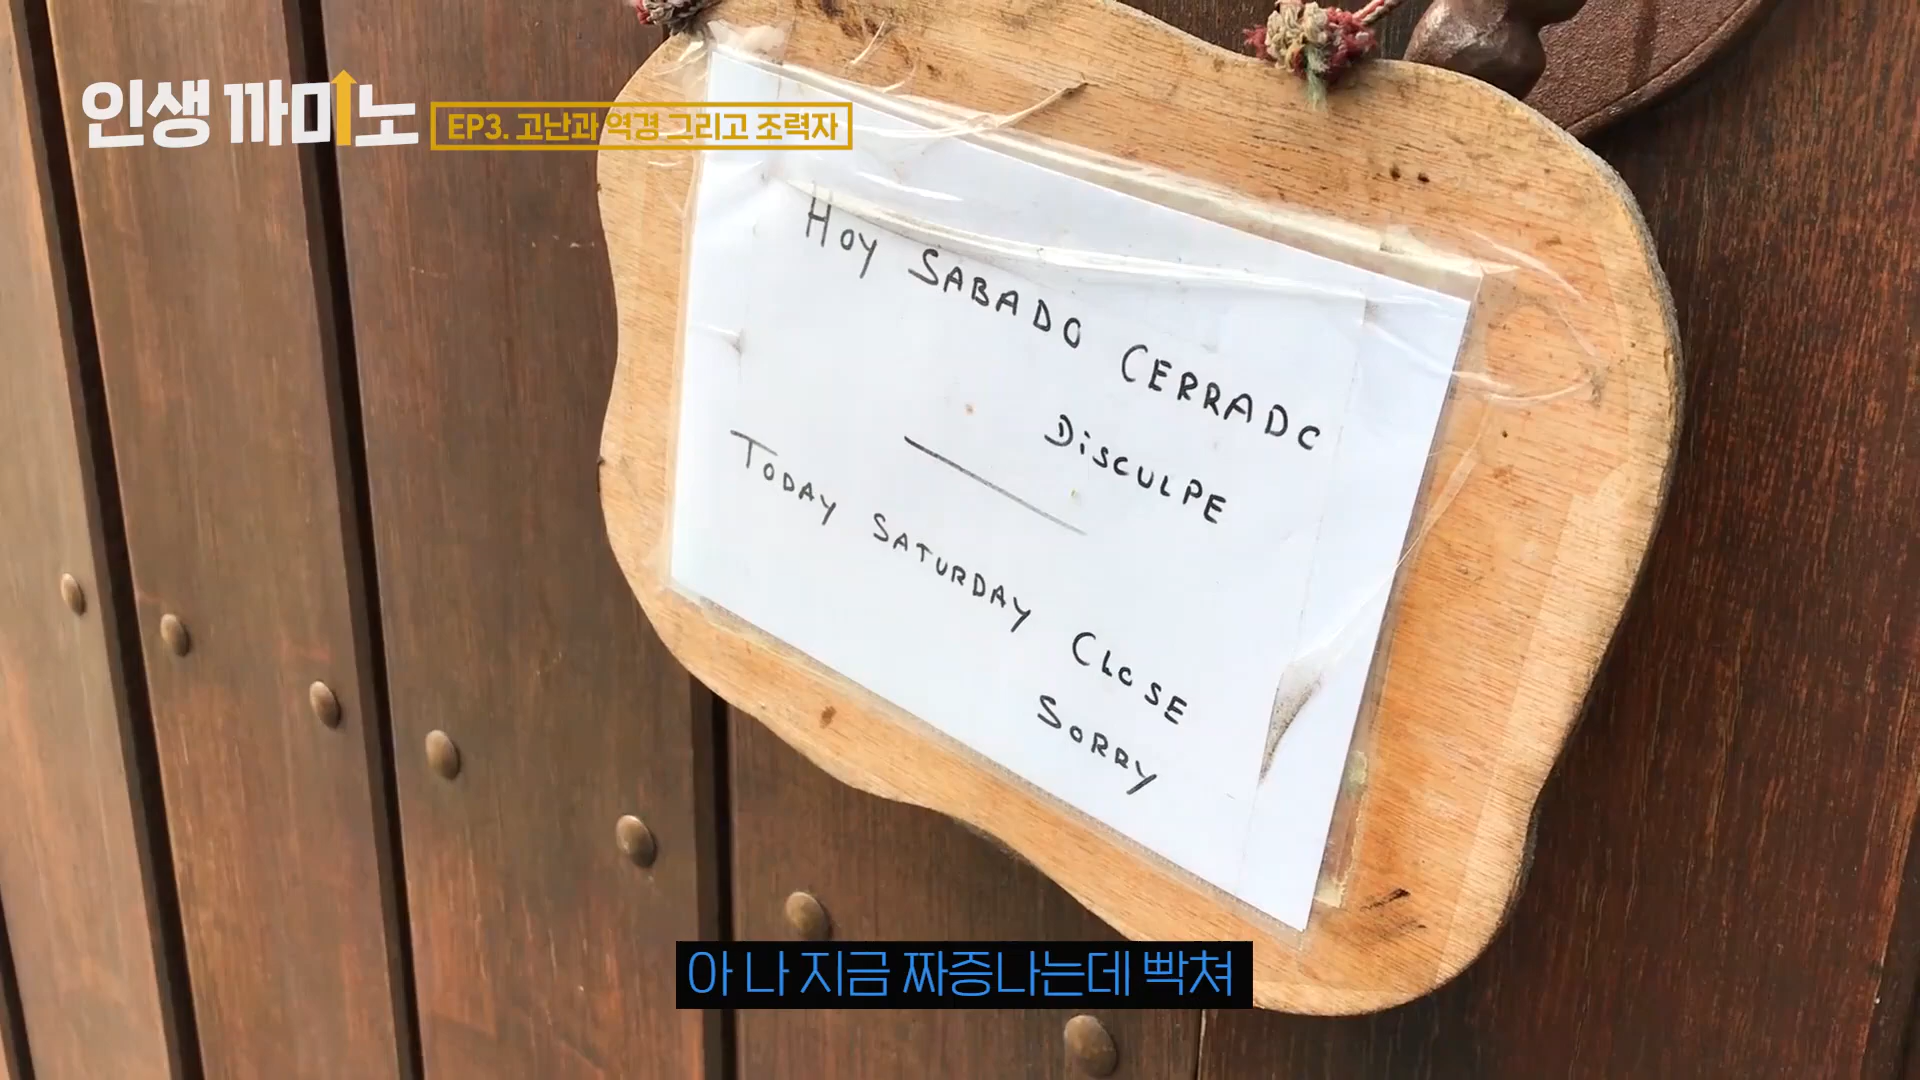 인생 까미노
EP3. 고난과 역경 그리고 조력자
HOY SABADO CERRADO
DISCULPE
TODAY SATURDAY CLOSE
SORRY
아 나 지금 짜증나는데 빡쳐